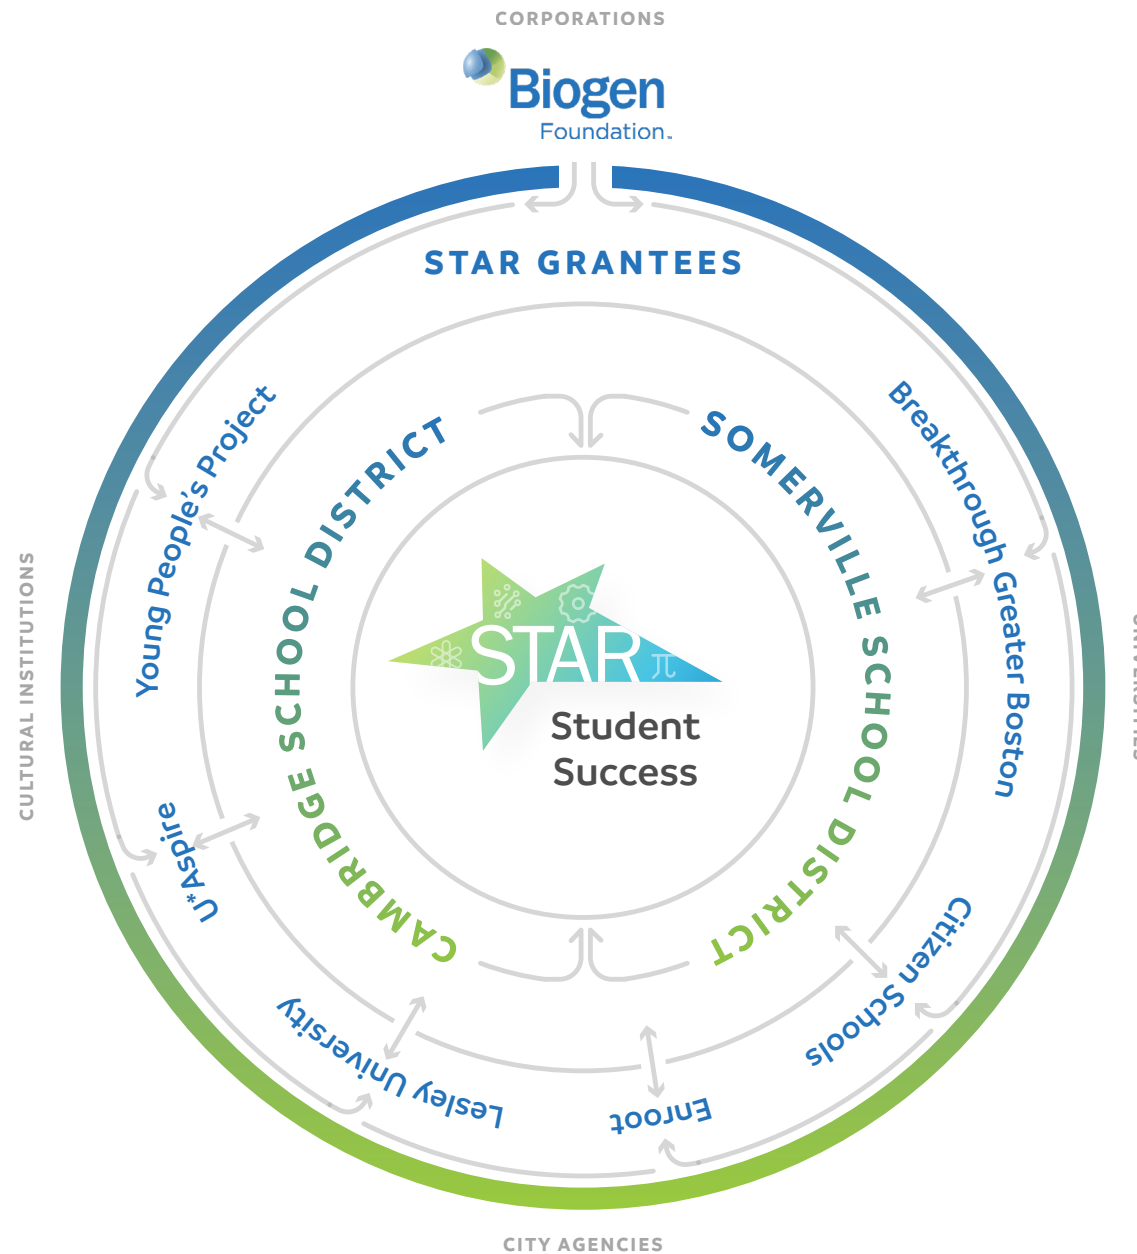 CORPORATIONS
Biogen
Foundation™
STAR GRANTEES
Young People's Project
Breakthrough Greater Boston
CAMBRIDGE SCHOOL DISTRICT
SOMERVILLE SCHOOL DISTRICT
CULTURAL INSTITUTIONS
STAR
π
Student
Success
U*Aspire
Citizen Schools
Lesley University
Enroot
CITY AGENCIES